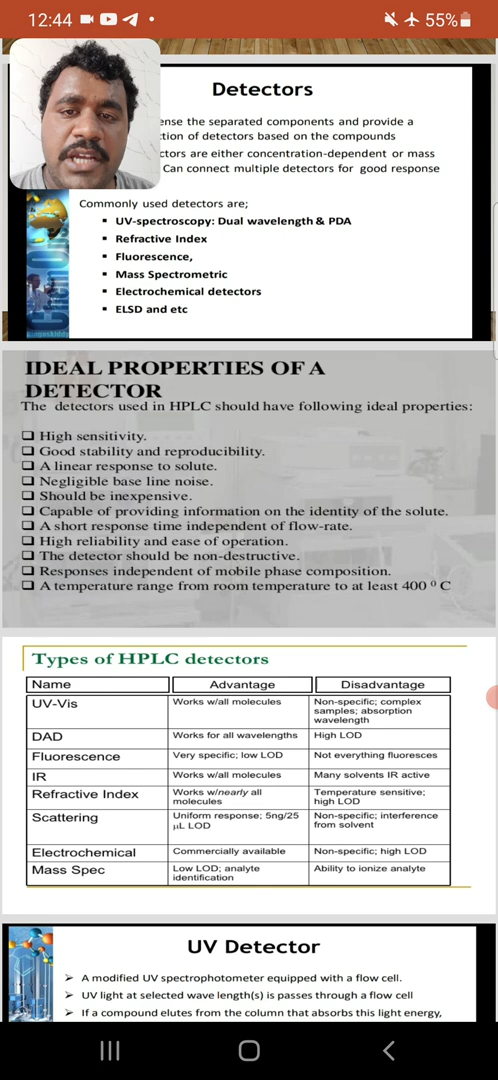 12:44
55%
Detectors
ense the separated components and provide a
ction of detectors based on the compounds
ctors are either concentration-dependent or mass
Can connect multiple detectors for good response
Commonly used detectors are;
▪ UV-spectroscopy: Dual wavelength & PDA
▪ Refractive Index
▪ Fluorescence,
▪ Mass Spectrometric
▪ Electrochemical detectors
▪ ELSD and etc
IDEAL PROPERTIES OF A
DETECTOR
The detectors used in HPLC should have following ideal properties:
❑ High sensitivity.
❑ Good stability and reproducibility.
❑ A linear response to solute.
❑ Negligible base line noise.
❑ Should be inexpensive.
❑ Capable of providing information on the identity of the solute.
❑ A short response time independent of flow-rate.
❑ High reliability and ease of operation.
❑ The detector should be non-destructive.
❑ Responses independent of mobile phase composition.
❑ A temperature range from room temperature to at least 400 ⁰ C
Types of HPLC detectors
Name Advantage Disadvantage
UV-Vis Works w/all molecules Non-specific; complex
samples; absorption
wavelength
DAD Works for all wavelengths High LOD
Fluorescence Very specific; low LOD Not everything fluoresces
IR Works w/all molecules Many solvents IR active
Refractive Index Works w/nearly all Temperature sensitive;
molecules high LOD
Scattering Uniform response; 5ng/25 Non-specific; interference
µL LOD from solvent
Electrochemical Commercially available Non-specific; high LOD
Mass Spec Low LOD; analyte Ability to ionize analyte
identification
UV Detector
➢ A modified UV spectrophotometer equipped with a flow cell.
➢ UV light at selected wave length(s) is passes through a flow cell
➢ If a compound elutes from the column that absorbs this light energy,